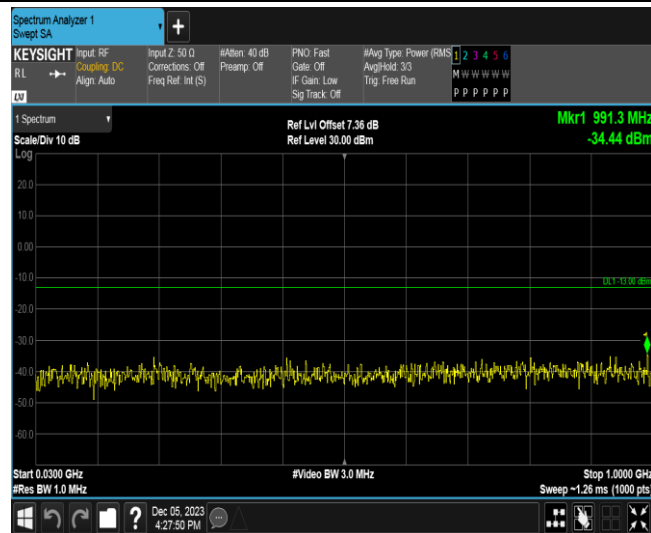 Spectrum Analyzer 1
Swept SA
+
KEYSIGHT
RL
LXI
Input: RF
Coupling: DC
Align: Auto
Input Z: 50 Ω
Corrections: Off
Freq Ref: Int (S)
#Atten: 40 dB
Preamp: Off
PNO: Fast
Gate: Off
IF Gain: Low
Sig Track: Off
#Avg Type: Power (RMS
Avg|Hold: 3/3
Trig: Free Run
1 2 3 4 5 6
M W W W W W
P P P P P P
1 Spectrum
Scale/Div 10 dB
Log
Ref Lvl Offset 7.36 dB
Ref Level 30.00 dBm
Mkr1 991.3 MHz
-34.44 dBm
20.0
10.0
0.00
-10.0
DL1 -13.00 dBm
-20.0
-30.0
-40.0
-50.0
-60.0
Start 0.0300 GHz
#Res BW 1.0 MHz
#Video BW 3.0 MHz
Stop 1.0000 GHz
Sweep ~1.26 ms (1000 pts)
?
Dec 05, 2023
4:27:50 PM